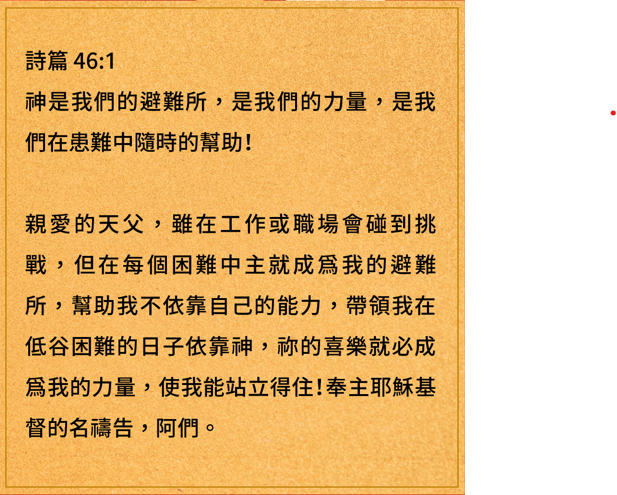 詩篇 46:1
神是我們的避難所，是我們的力量，是我
們在患難中隨時的幫助！
親愛的天父，雖在工作或職場會碰到挑
戰，但在每個困難中主就成爲我的避難
所，幫助我不依靠自己的能力，帶領我在
低谷困難的日子依靠神，祢的喜樂就必成
爲我的力量，使我能站立得住！奉主耶穌基
督的名禱告，阿們。